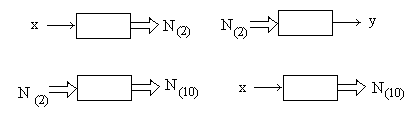 x N(2) N(2) y
N(2) N(10) x N(10)